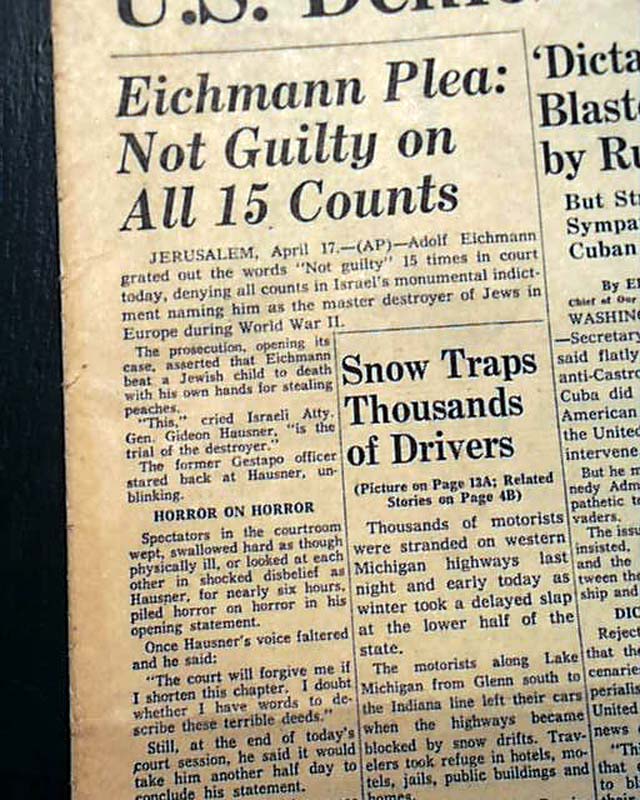 U.S.
Eichmann Plea:
Not Guilty on
All 15 Counts
JERUSALEM, April 17.—(AP)—Adolf Eichmann
grated out the words "Not guilty" 15 times in court
today, denying all counts in Israel's monumental indict-
ment naming him as the master destroyer of Jews in
Europe during World War II.
The prosecution, opening its
case, asserted that Eichmann
beat a Jewish child to death
with his own hands for stealing
peaches.
"This," cried Israeli Atty.
Gen. Gideon Hausner, "is the
trial of the destroyer."
The former Gestapo officer
stared back at Hausner, un-
blinking.
HORROR ON HORROR
Spectators in the courtroom
wept, swallowed hard as though
physically ill, or looked at each
other in shocked disbelief as
Hausner, for nearly six hours,
piled horror on horror in his
opening statement.
Once Hausner's voice faltered
and he said:
"The court will forgive me if
I shorten this chapter. I doubt
whether I have words to de-
scribe these terrible deeds."
Still, at the end of today's
court session, he said it would
take him another half day to
conclude his statement.
Snow Traps
Thousands
of Drivers
(Picture on Page 13A; Related
Stories on Page 4B)
Thousands of motorists
were stranded on western
Michigan highways last
night and early today as
winter took a delayed slap
at the lower half of the
state.
The motorists along Lake
Michigan from Glenn south to
the Indiana line left their cars
when the highways became
blocked by snow drifts. Trav-
elers took refuge in hotels, mo-
tels, jails, public buildings and
homes.
'Dicta
Blast
by Ru
But St
Sympa
Cuban
By
Chief of Our
WASHIN
—Secretary
said flatly
anti-Castro
Cuba did
American
the United
intervene
But he m
nedy Adm
pathetic to
vaders.
The issu
insisted,
and the
tween th
ship and
DIC
Reject
that the
cenaries
perialis
United
news
"Thi
that
to bl